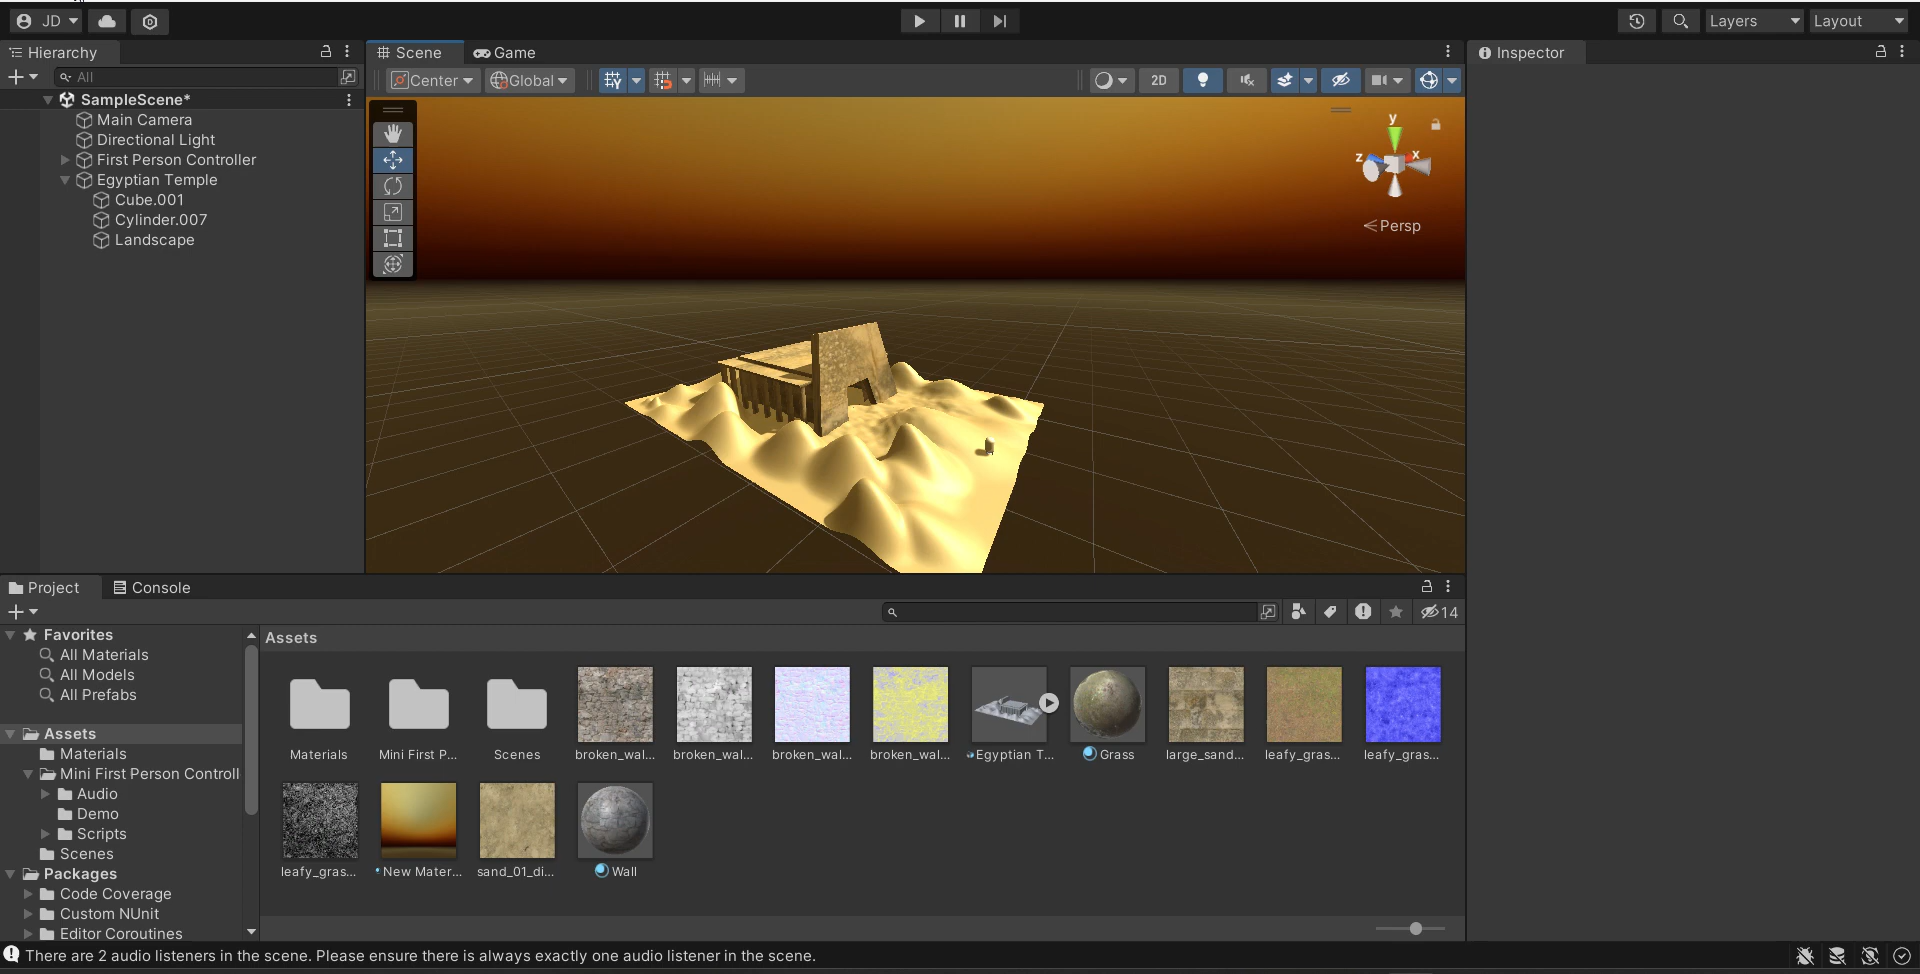 JD
Layers
Layout
Hierarchy
Scene
Game
Inspector
All
Center
Global
2D
SampleScene*
Main Camera
Directional Light
First Person Controller
Egyptian Temple
Cube.001
Cylinder.007
Landscape
y
z
x
Persp
Project
Console
14
Favorites
All Materials
All Models
All Prefabs
Assets
Materials
Mini First Person Controll
Audio
Demo
Scripts
Scenes
Packages
Code Coverage
Custom NUnit
Editor Coroutines
Assets
Materials
Mini First P...
Scenes
broken_wal...
broken_wal...
broken_wal...
broken_wal...
Egyptian T...
Grass
large_sand...
leafy_gras...
leafy_gras...
leafy_gras...
New Mater...
sand_01_di...
Wall
There are 2 audio listeners in the scene. Please ensure there is always exactly one audio listener in the scene.